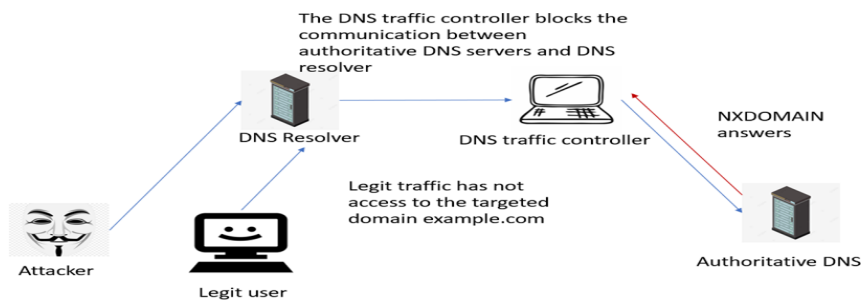 The DNS traffic controller blocks the
communication between
authoritative DNS servers and DNS
resolver
DNS Resolver
DNS traffic controller
NXDOMAIN
answers
Legit traffic has not
access to the targeted
domain example.com
Attacker
Legit user
Authoritative DNS